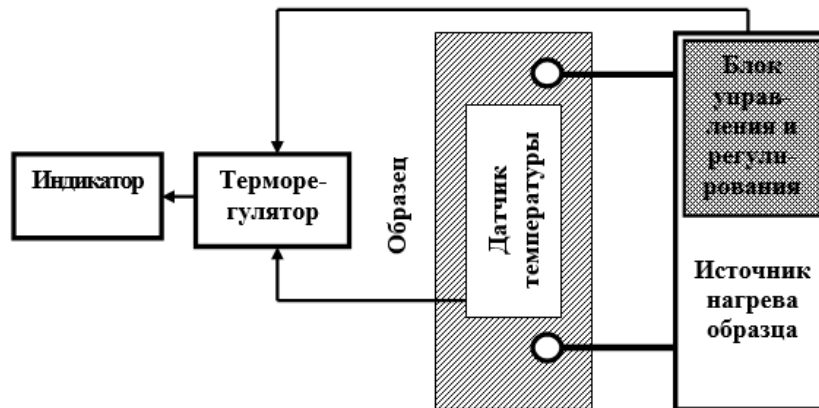 Индикатор
Терморе-
гулятор
Образец
Датчик
температуры
Блок
управ-
ления и
регули-
рования
Источник
нагрева
образца